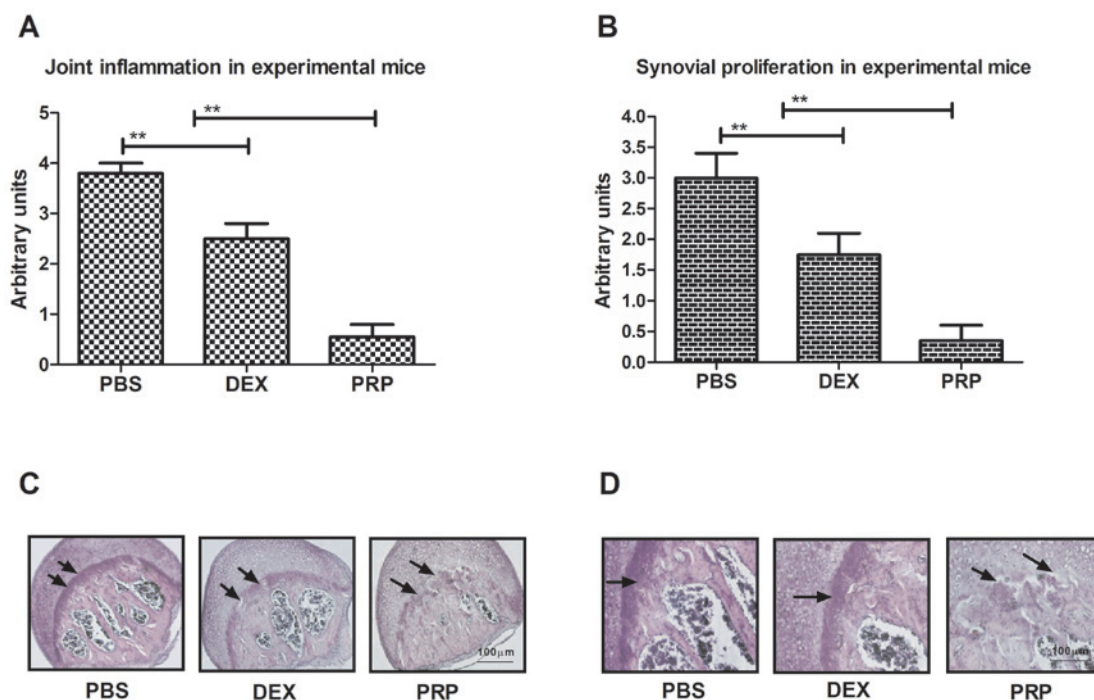 A
Joint inflammation in experimental mice
Arbitrary units
5
4
3
2
1
0
**
**
PBS DEX PRP
B
Synovial proliferation in experimental mice
Arbitrary units
4.0
3.5
3.0
2.5
2.0
1.5
1.0
0.5
0.0
**
**
PBS DEX PRP
C
100μm
PBS DEX PRP
D
100μm
PBS DEX PRP